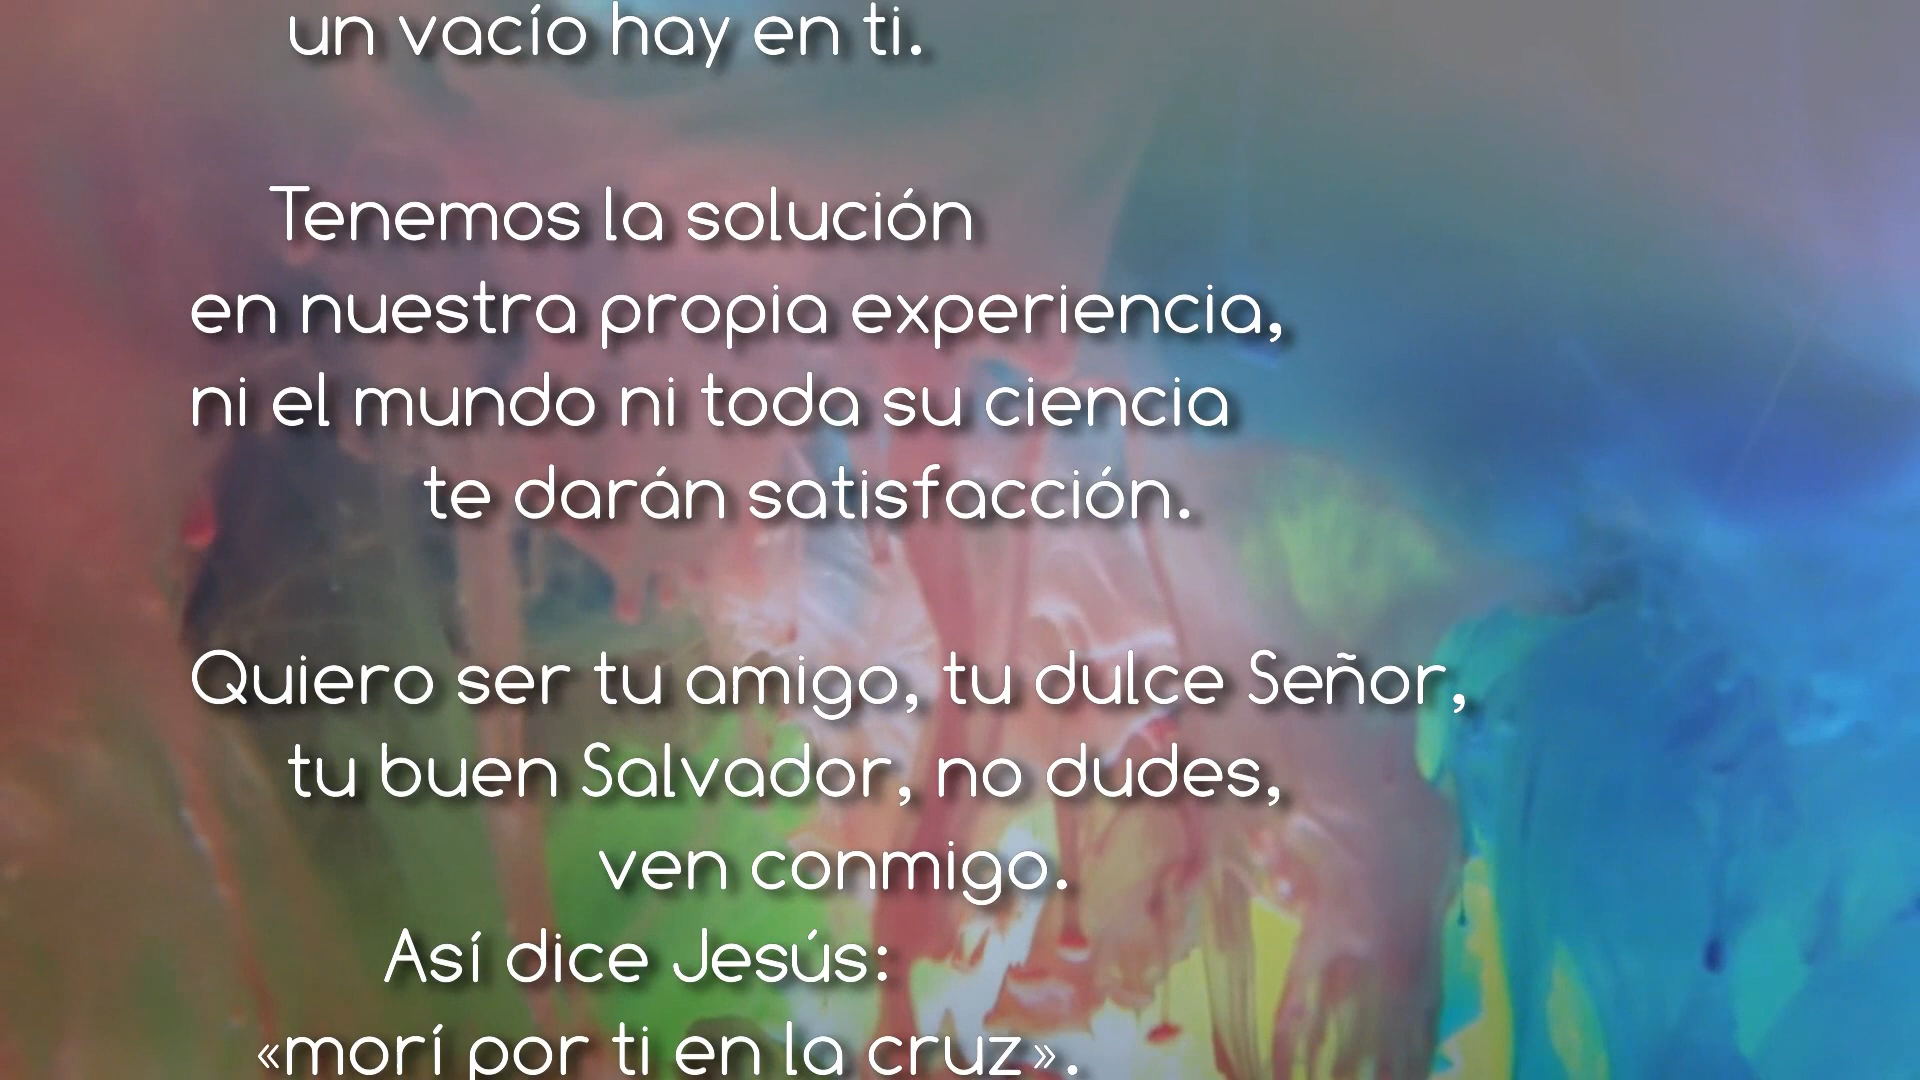 un vacío hay en ti.
Tenemos la solución
en nuestra propia experiencia,
ni el mundo ni toda su ciencia
te darán satisfacción.
Quiero ser tu amigo, tu dulce Señor,
tu buen Salvador, no dudes,
ven conmigo.
Así dice Jesús:
«morí por ti en la cruz».